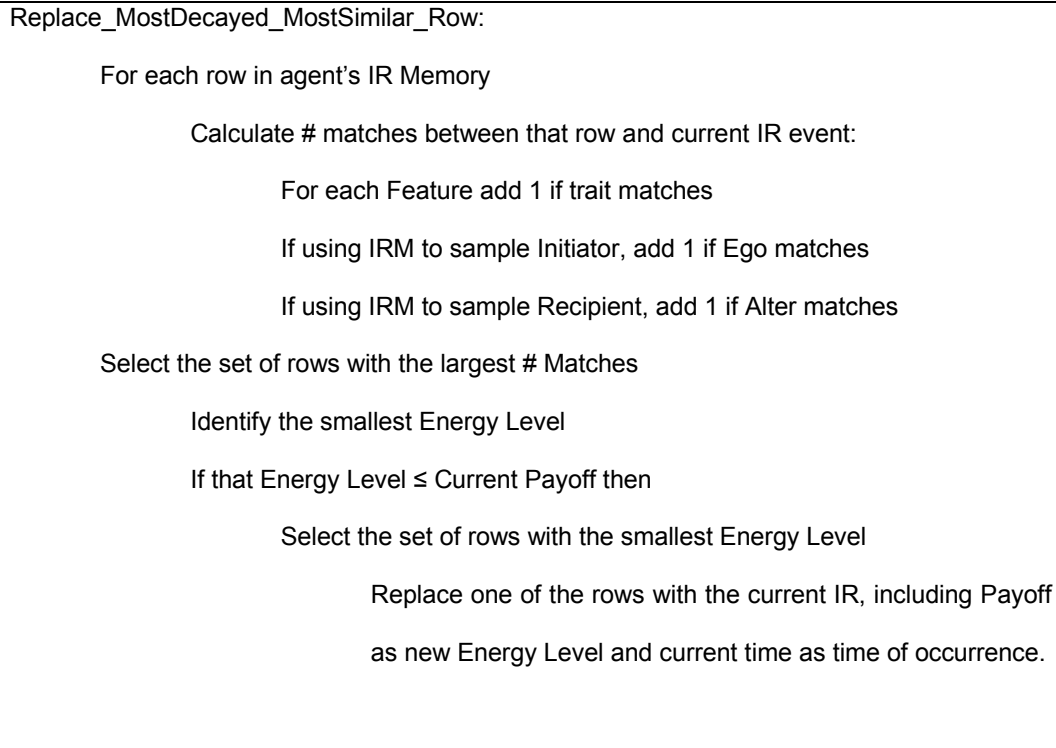 Replace_MostDecayed_MostSimilar_Row:
For each row in agent's IR Memory
Calculate # matches between that row and current IR event:
For each Feature add 1 if trait matches
If using IRM to sample Initiator, add 1 if Ego matches
If using IRM to sample Recipient, add 1 if Alter matches
Select the set of rows with the largest # Matches
Identify the smallest Energy Level
If that Energy Level ≤ Current Payoff then
Select the set of rows with the smallest Energy Level
Replace one of the rows with the current IR, including Payoff
as new Energy Level and current time as time of occurrence.